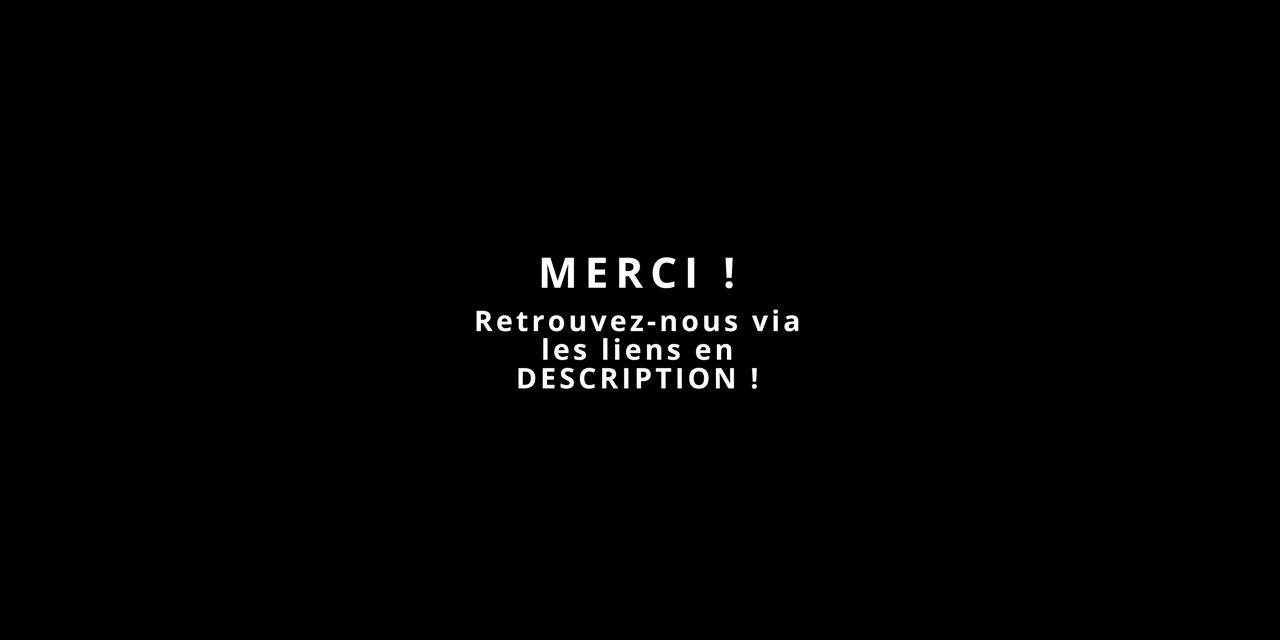 MERCI !
Retrouvez-nous via
les liens en
DESCRIPTION !